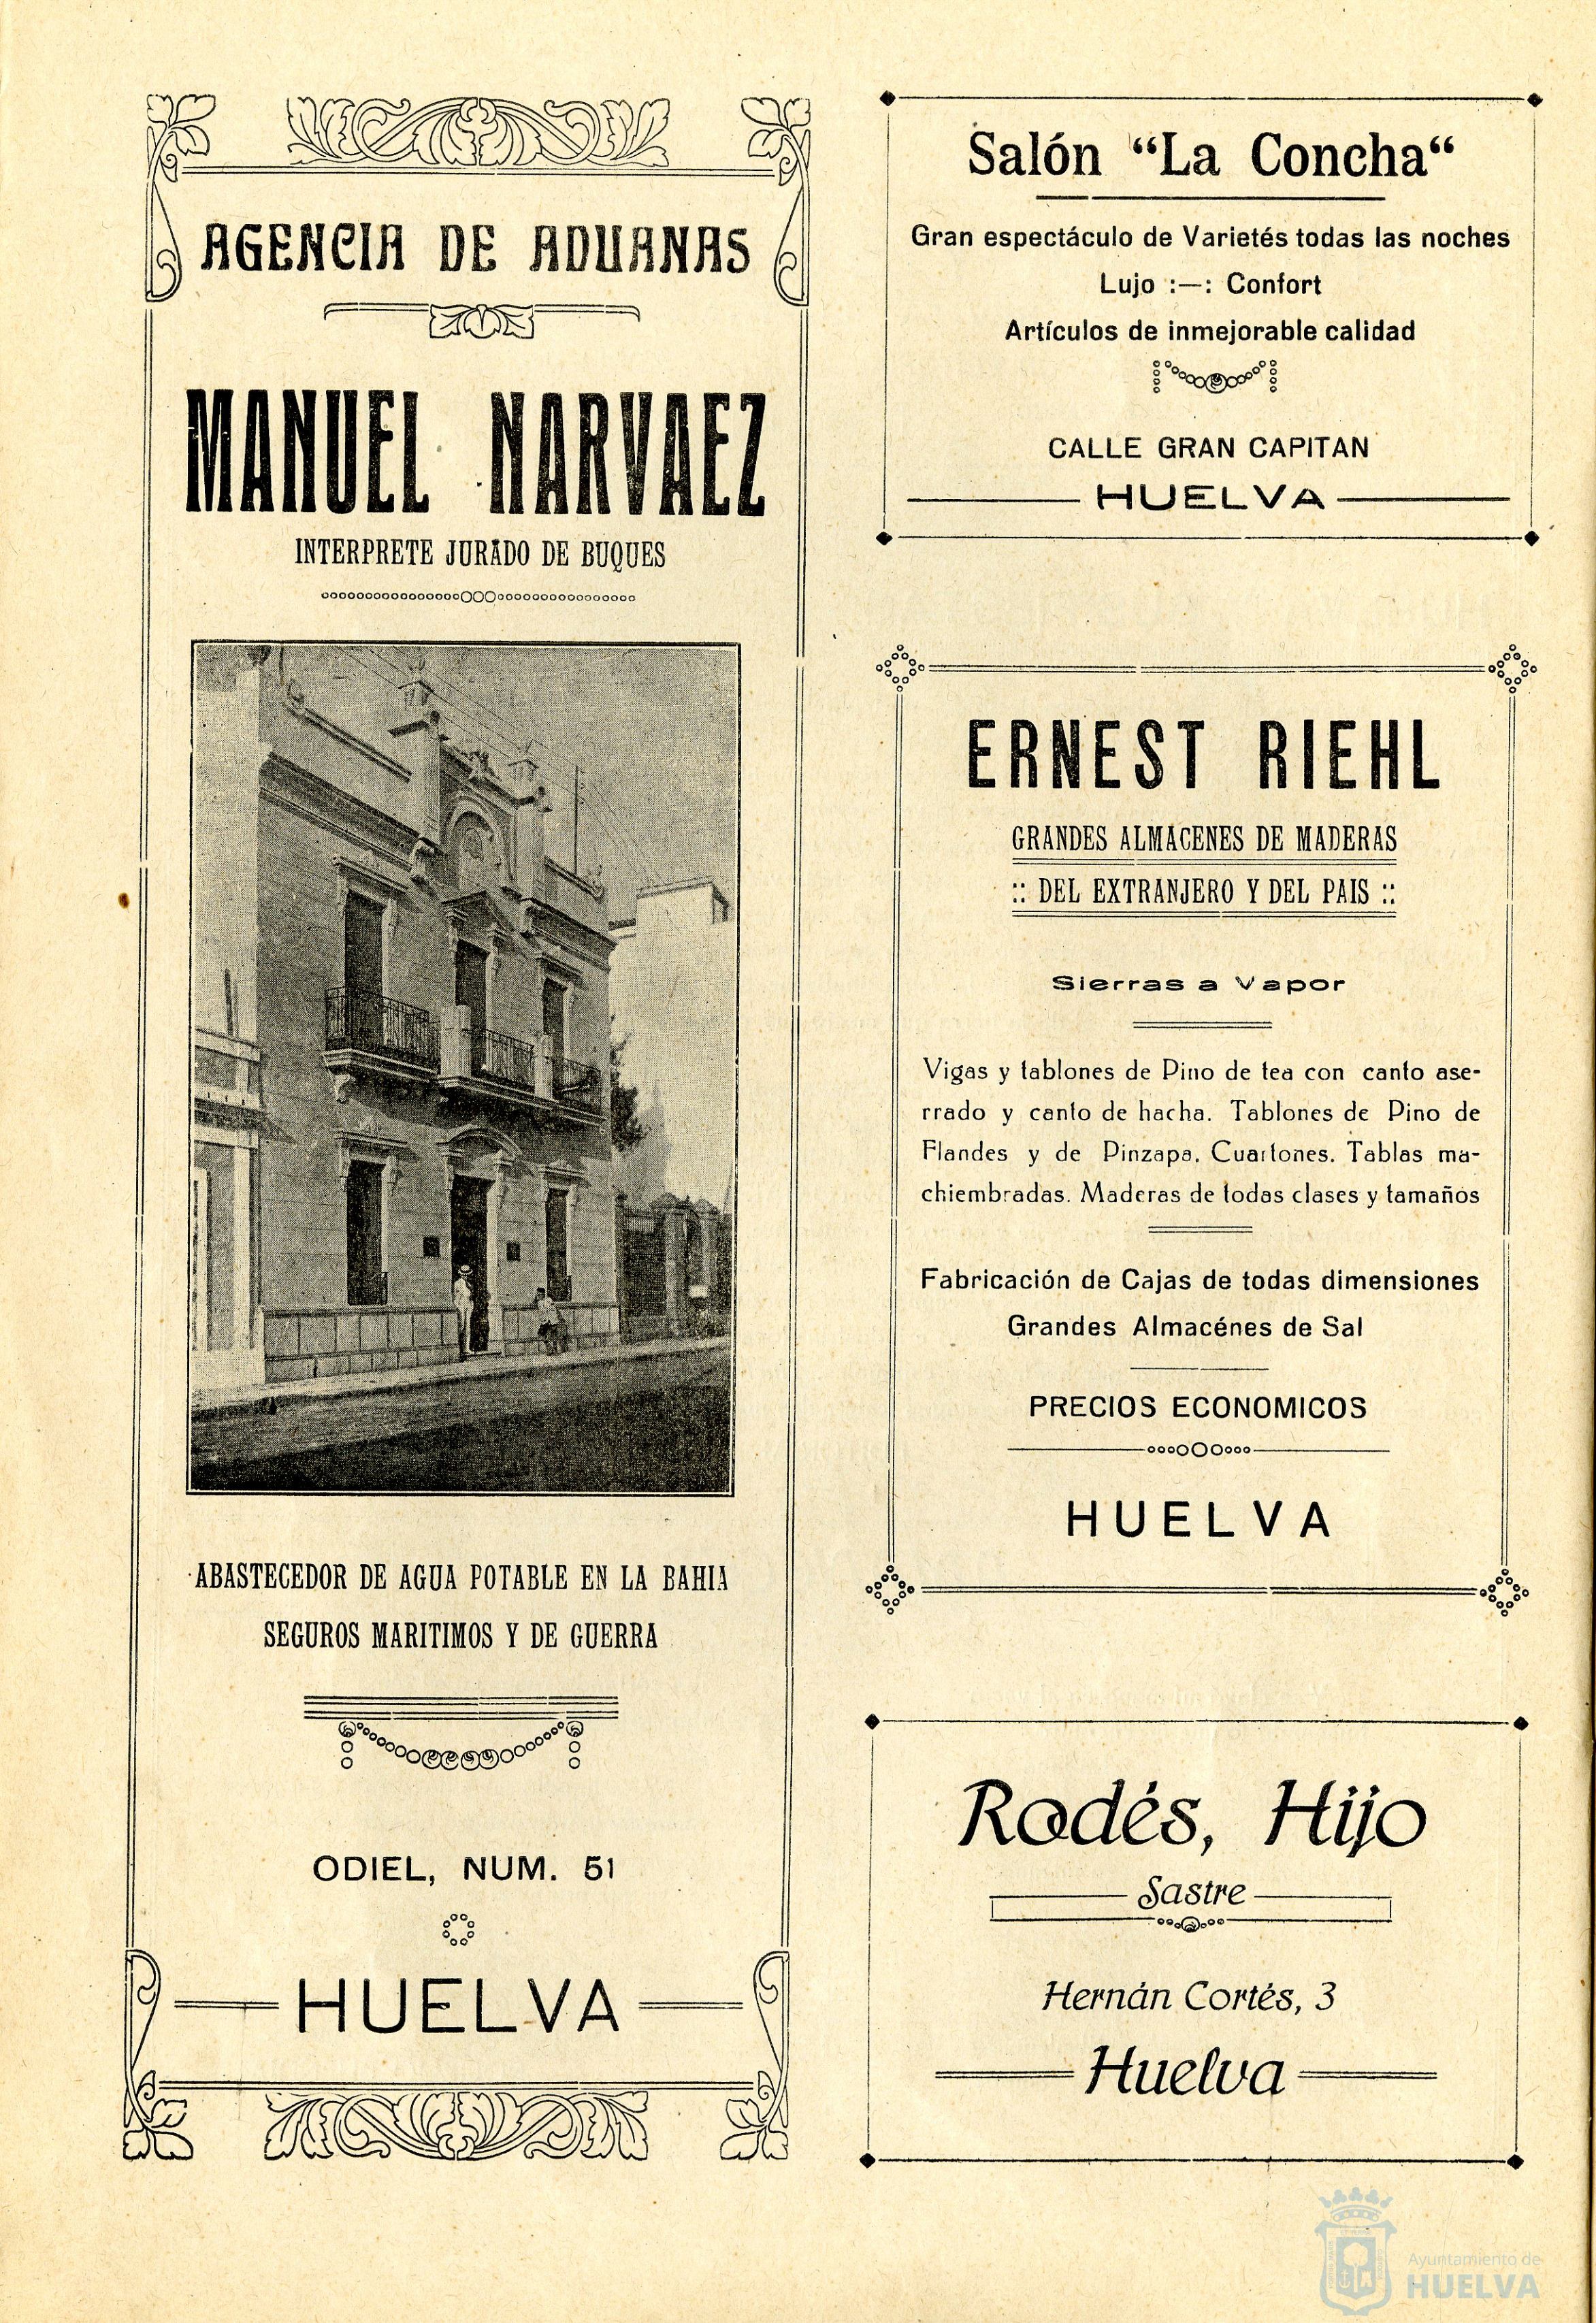 AGENCIA DE ADUANAS
MANUEL NARVAEZ
INTERPRETE JURADO DE BUQUES
ABASTECEDOR DE AGUA POTABLE EN LA BAHIA
SEGUROS MARITIMOS Y DE GUERRA
ODIEL, NUM. 51
HUELVA
Salón “La Concha“
Gran espectáculo de Varietés todas las noches
Lujo :—: Confort
Artículos de inmejorable calidad
CALLE GRAN CAPITAN
HUELVA
ERNEST RIEHL
GRANDES ALMACENES DE MADERAS
:: DEL EXTRANJERO Y DEL PAIS ::
Sierras a Vapor
Vigas y tablones de Pino de tea con canto ase-
rrado y canto de hacha. Tablones de Pino de
Flandes y de Pinzapa. Cuartones. Tablas ma-
chiembradas. Maderas de todas clases y tamaños
Fabricación de Cajas de todas dimensiones
Grandes Almacénes de Sal
PRECIOS ECONOMICOS
HUELVA
Rodés, Hijo
Sastre
Hernán Cortés, 3
Huelva
Ayuntamiento de
HUELVA